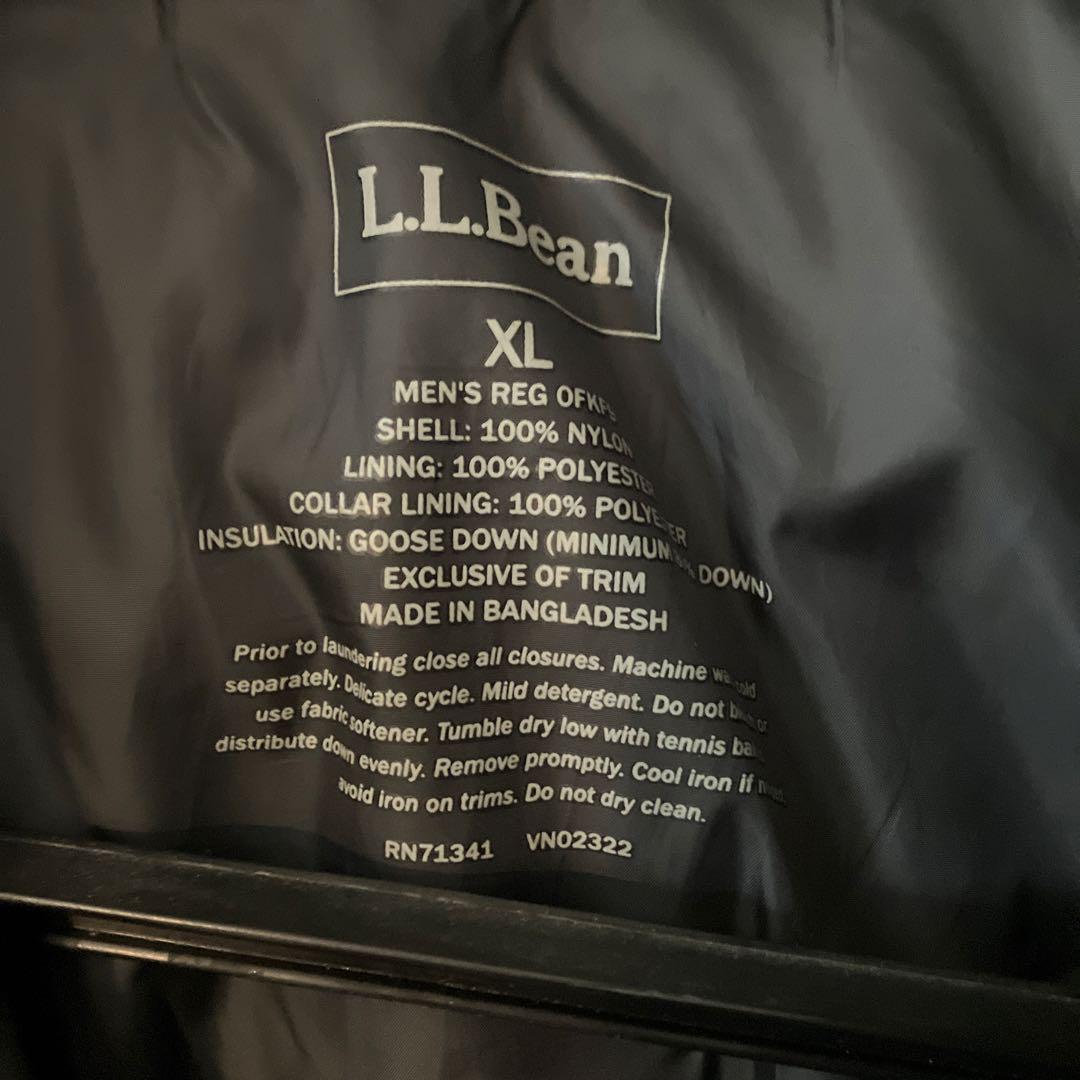 L.L.Bean
XL
MEN'S REG
SHELL: 100% NYLON
LINING: 100% POLYESTER
COLLAR LINING: 100% POLYESTER
INSULATION: GOOSE DOWN (MINIMUM DOWN)
EXCLUSIVE OF TRIM
MADE IN BANGLADESH
Prior to laundering close all closures. Machine cold
separately. Delicate cycle. Mild detergent. Do not or
use fabric softener. Tumble dry low with tennis
distribute down evenly. Remove promptly. Cool iron if
avoid iron on trims. Do not dry clean.
RN71341 VN02322